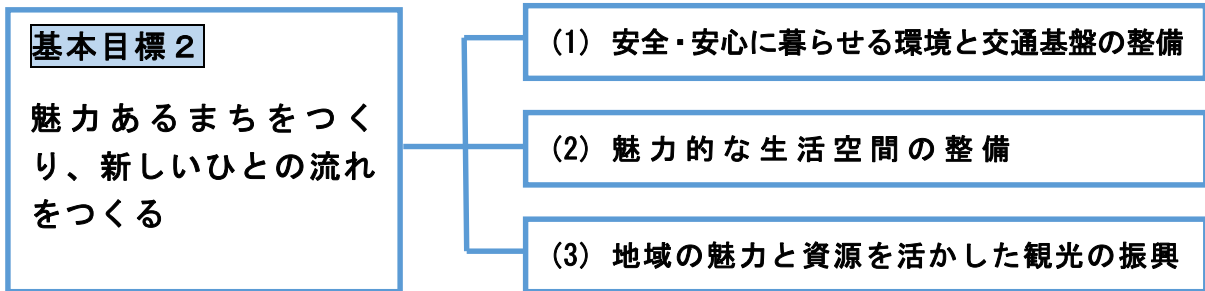 基本目標２
魅力あるまちをつく
り、新しいひとの流れ
をつくる
(1) 安全・安心に暮らせる環境と交通基盤の整備
(2) 魅力的な生活空間の整備
(3) 地域の魅力と資源を活かした観光の振興